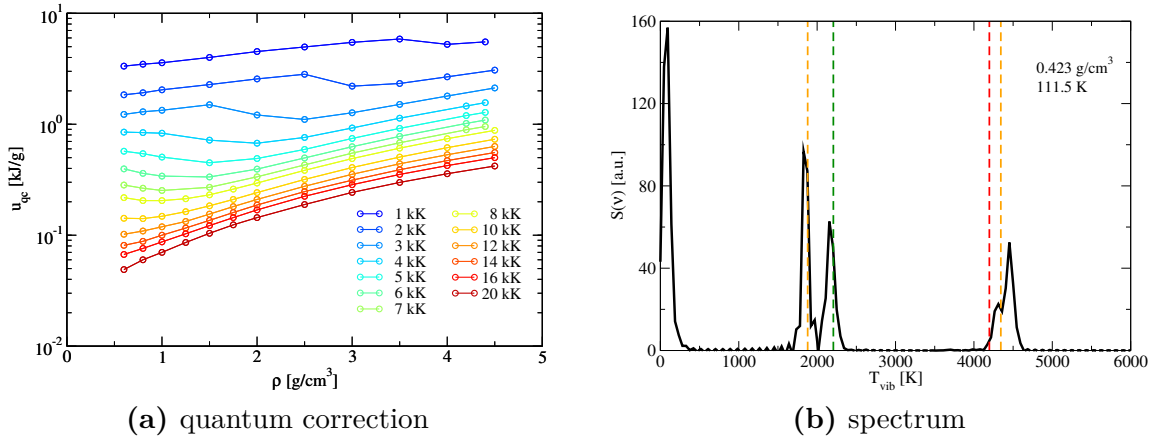 10^1
10^0
10^-1
10^-2
u_qc [kJ/g]
0 1 2 3 4 5
ρ [g/cm^3]
1 kK
2 kK
3 kK
4 kK
5 kK
6 kK
7 kK
8 kK
10 kK
12 kK
14 kK
16 kK
20 kK
(a) quantum correction
160
120
80
40
0
S(ν) [a.u.]
0.423 g/cm^3
111.5 K
0 1000 2000 3000 4000 5000 6000
T_vib [K]
(b) spectrum